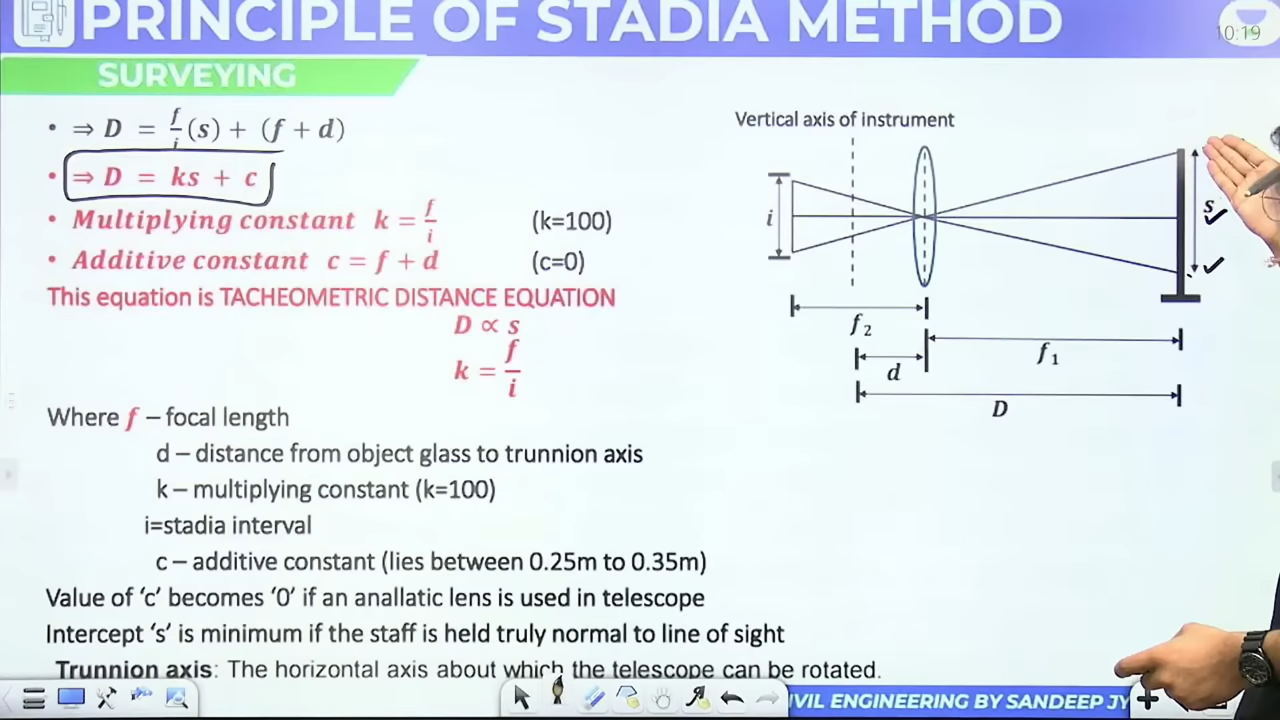 PRINCIPLE OF STADIA METHOD
10:19
SURVEYING
• ⇒ D = f/i (s) + (f + d)
• ⇒ D = ks + c
• Multiplying constant k = f/i (k=100)
• Additive constant c = f + d (c=0)
This equation is TACHEOMETRIC DISTANCE EQUATION
D ∝ s
k = f/i
Where f – focal length
d – distance from object glass to trunnion axis
k – multiplying constant (k=100)
i=stadia interval
c – additive constant (lies between 0.25m to 0.35m)
Value of 'c' becomes '0' if an anallatic lens is used in telescope
Intercept 's' is minimum if the staff is held truly normal to line of sight
Trunnion axis: The horizontal axis about which the telescope can be rotated.
Vertical axis of instrument
i
s
f₂
f₁
d
D
IVIL ENGINEERING BY SANDEEP JY